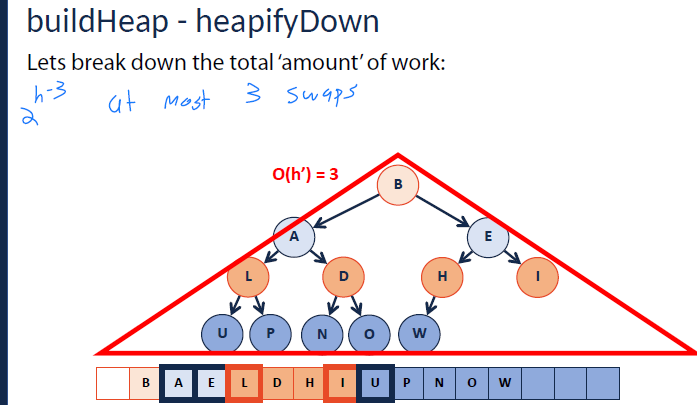 buildHeap - heapifyDown
Lets break down the total ‘amount’ of work:
2^h-3 at most 3 swaps
O(h’) = 3
B
A E
L D H I
U P N O W
B A E L D H I U P N O W